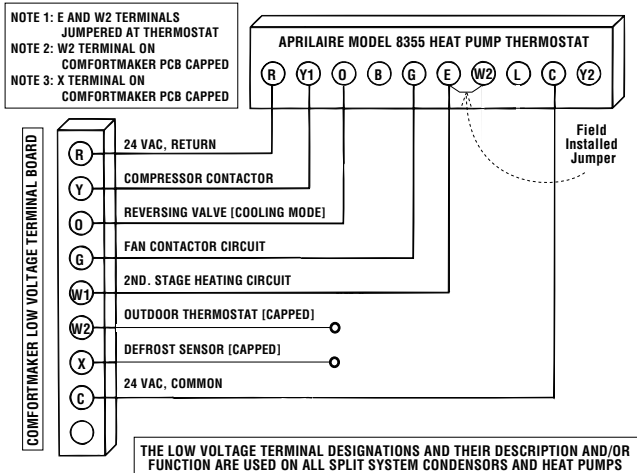 NOTE 1: E AND W2 TERMINALS
JUMPERED AT THERMOSTAT
NOTE 2: W2 TERMINAL ON
COMFORTMAKER PCB CAPPED
NOTE 3: X TERMINAL ON
COMFORTMAKER PCB CAPPED
APRILAIRE MODEL 8355 HEAT PUMP THERMOSTAT
R Y1 O B G E W2 L C Y2
Field
Installed
Jumper
COMFORTMAKER LOW VOLTAGE TERMINAL BOARD
R 24 VAC, RETURN
Y COMPRESSOR CONTACTOR
O REVERSING VALVE [COOLING MODE]
G FAN CONTACTOR CIRCUIT
W1 2ND. STAGE HEATING CIRCUIT
W2 OUTDOOR THERMOSTAT [CAPPED]
X DEFROST SENSOR [CAPPED]
C 24 VAC, COMMON
THE LOW VOLTAGE TERMINAL DESIGNATIONS AND THEIR DESCRIPTION AND/OR
FUNCTION ARE USED ON ALL SPLIT SYSTEM CONDENSORS AND HEAT PUMPS